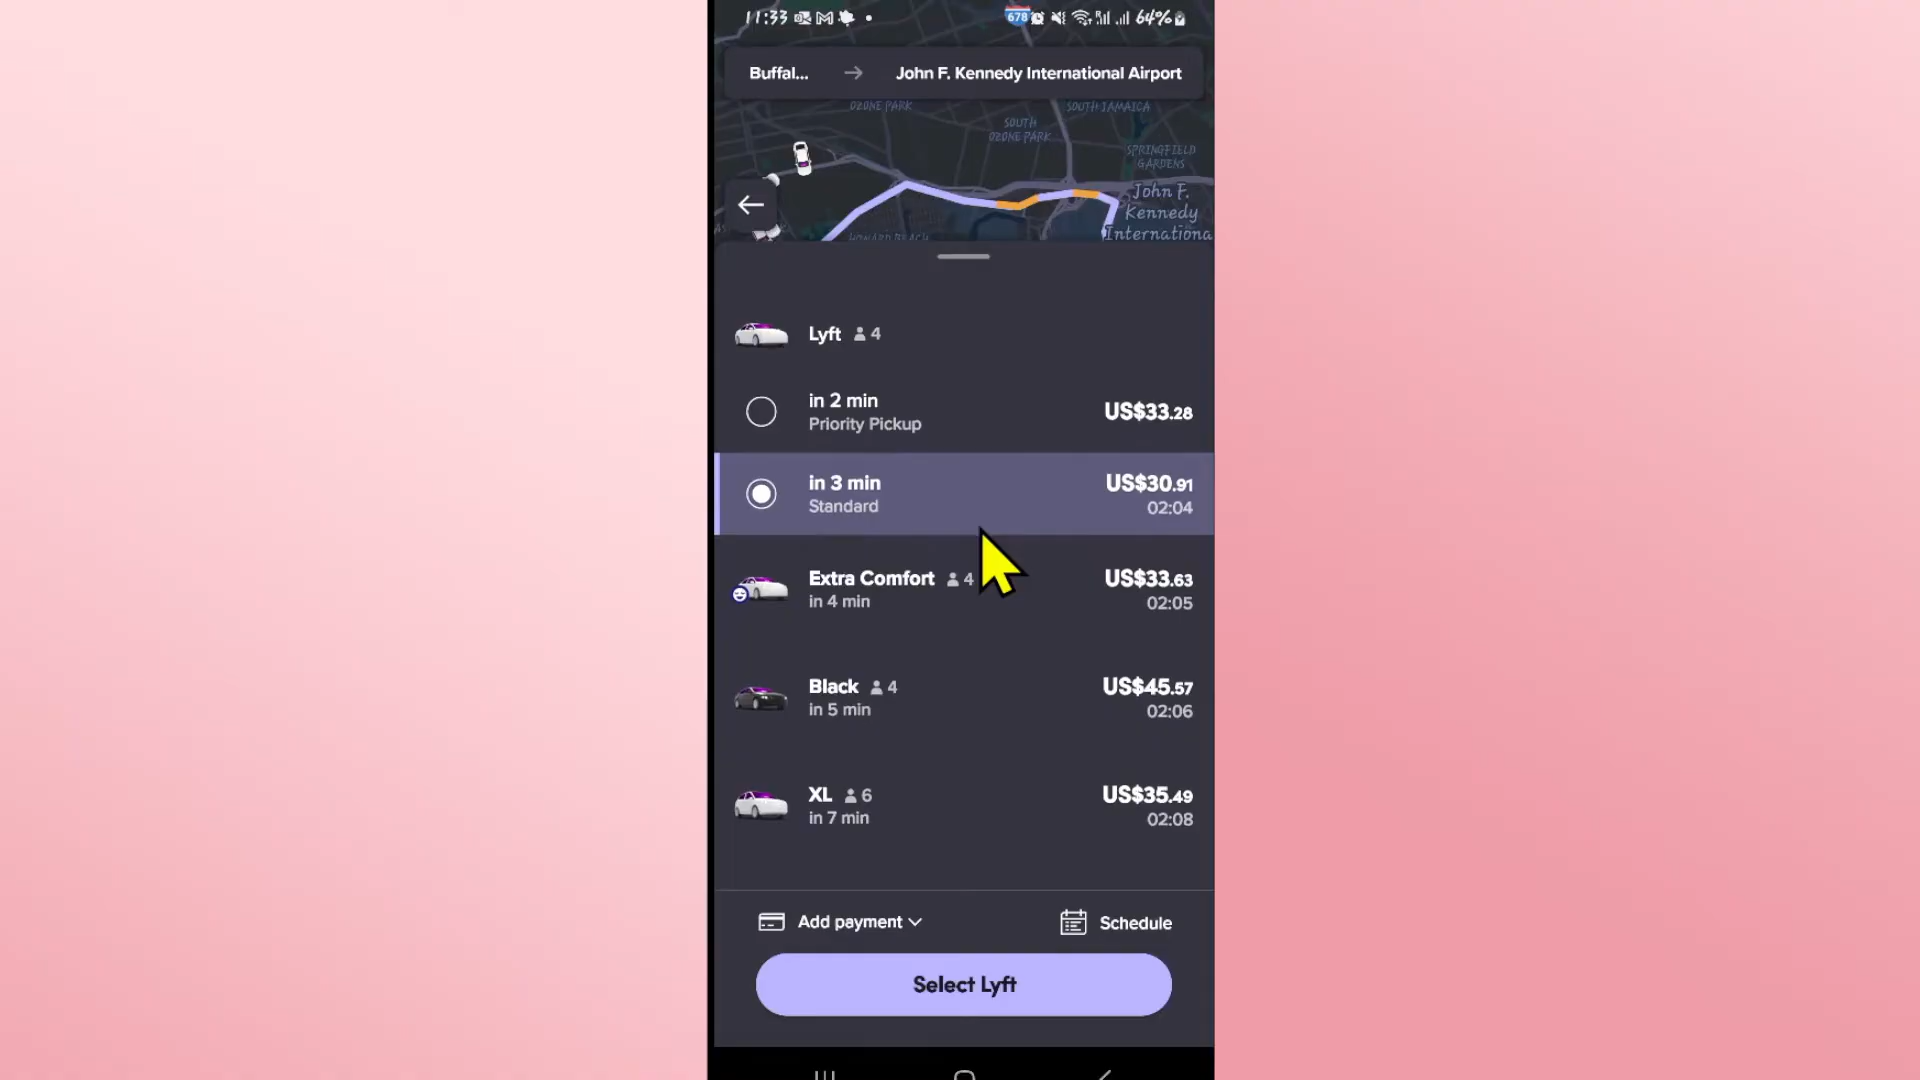 11:33
678
64%
Buffal... → John F. Kennedy International Airport
OZONE PARK
SOUTH JAMAICA
SOUTH
OZONE PARK
SPRINGFIELD
GARDENS
John F.
Kennedy
Internationa
HOWARD BEACH
Lyft 4
in 2 min
Priority Pickup
US$33.28
in 3 min
Standard
US$30.91
02:04
Extra Comfort 4
in 4 min
US$33.63
02:05
Black 4
in 5 min
US$45.57
02:06
XL 6
in 7 min
US$35.49
02:08
Add payment
Schedule
Select Lyft